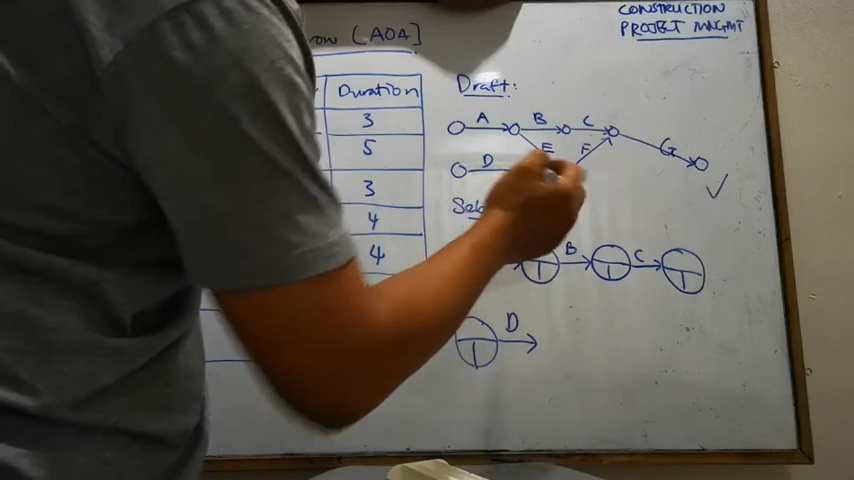 CONSTRUCTION
PROJECT MNGMT
row (AOA)
Duration
3
5
3
4
4
Draft:
A B C
E F G
D
B C
D